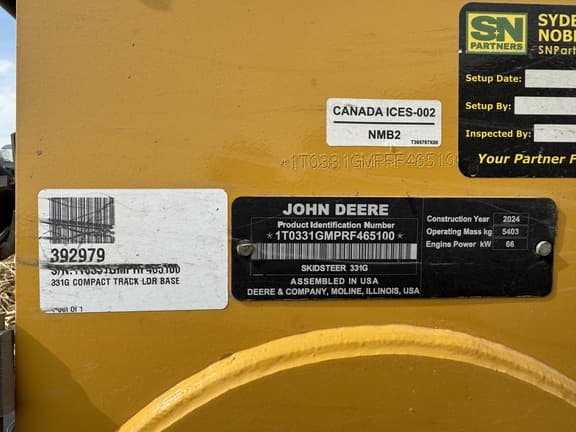 SN
PARTNERS
SYDE
NOB
SNPart
Setup Date:
Setup By:
Inspected By:
Your Partner F
CANADA ICES-002
NMB2
*1T0331GMPRF465100
392979
S/N:1T0331GMPRF465100
331G COMPACT TRACK LDR BASE
JOHN DEERE
Product Identification Number
*1T0331GMPRF465100*
SKIDSTEER 331G
ASSEMBLED IN USA
DEERE & COMPANY, MOLINE, ILLINOIS, USA
Construction Year 2024
Operating Mass kg 5403
Engine Power kW 66